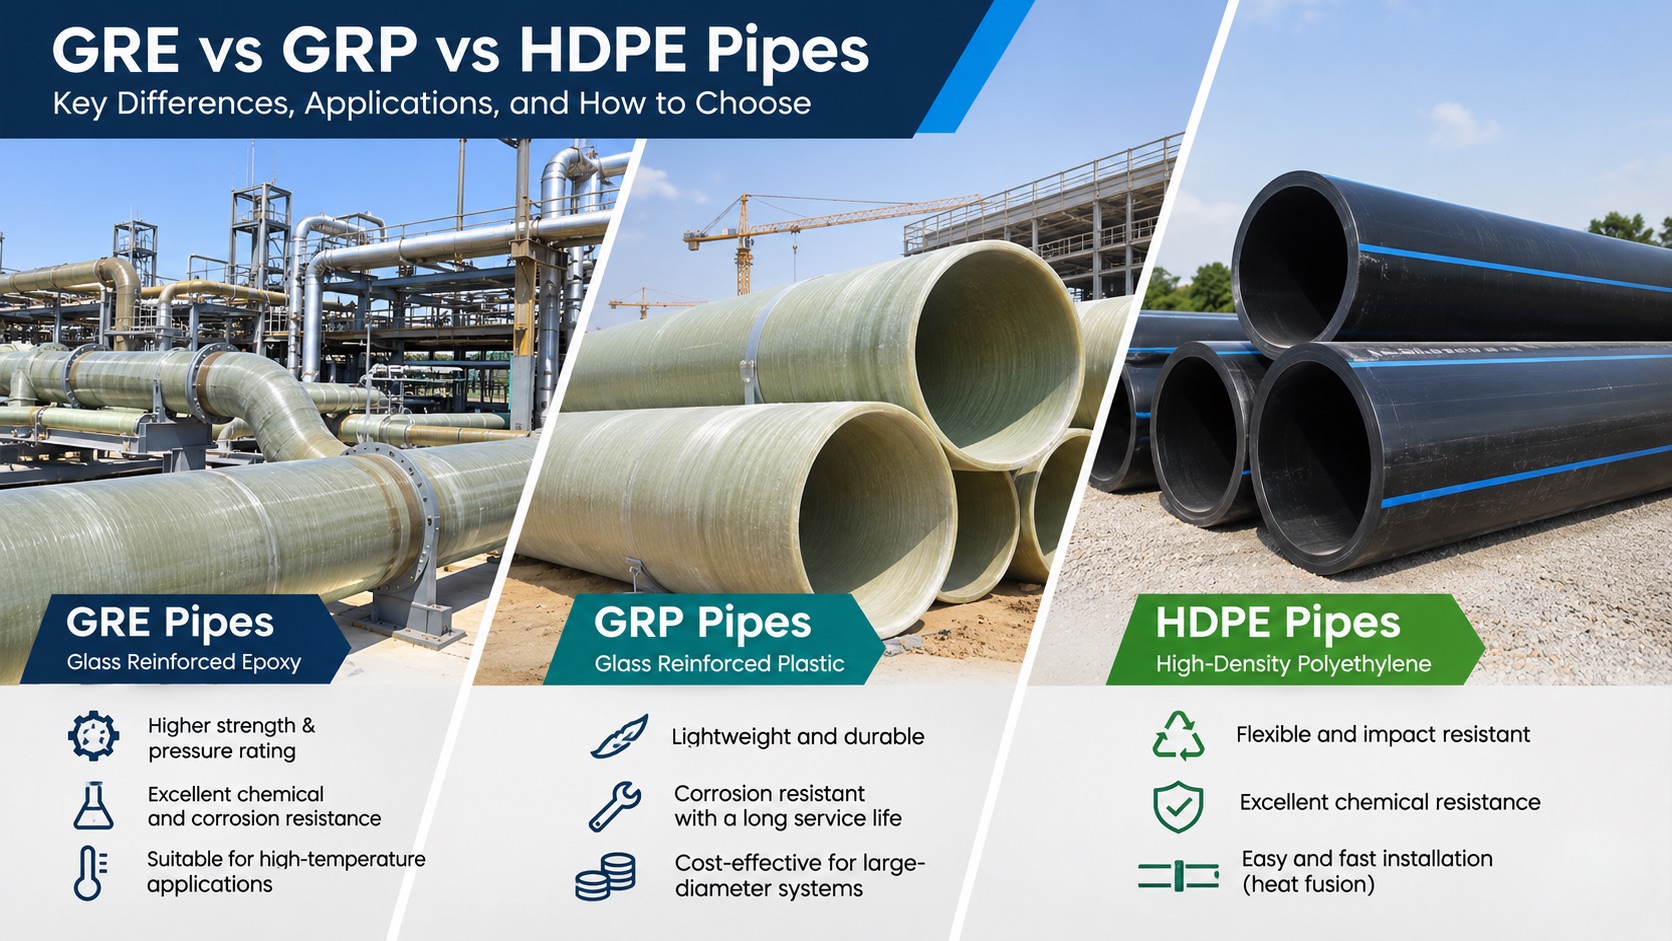 GRE vs GRP vs HDPE Pipes
Key Differences, Applications, and How to Choose
GRE Pipes
Glass Reinforced Epoxy
Higher strength &
pressure rating
Excellent chemical
and corrosion resistance
Suitable for high-temperature
applications
GRP Pipes
Glass Reinforced Plastic
Lightweight and durable
Corrosion resistant
with a long service life
Cost-effective for large-
diameter systems
HDPE Pipes
High-Density Polyethylene
Flexible and impact resistant
Excellent chemical resistance
Easy and fast installation
(heat fusion)